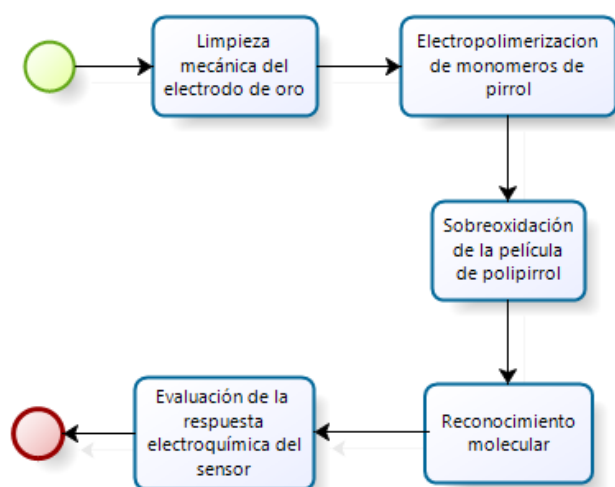 Limpieza
mecánica del
electrodo de oro
Electropolimerizacion
de monomeros de
pirrol
Sobreoxidación
de la película
de polipirrol
Reconocimiento
molecular
Evaluación de la
respuesta
electroquímica del
sensor